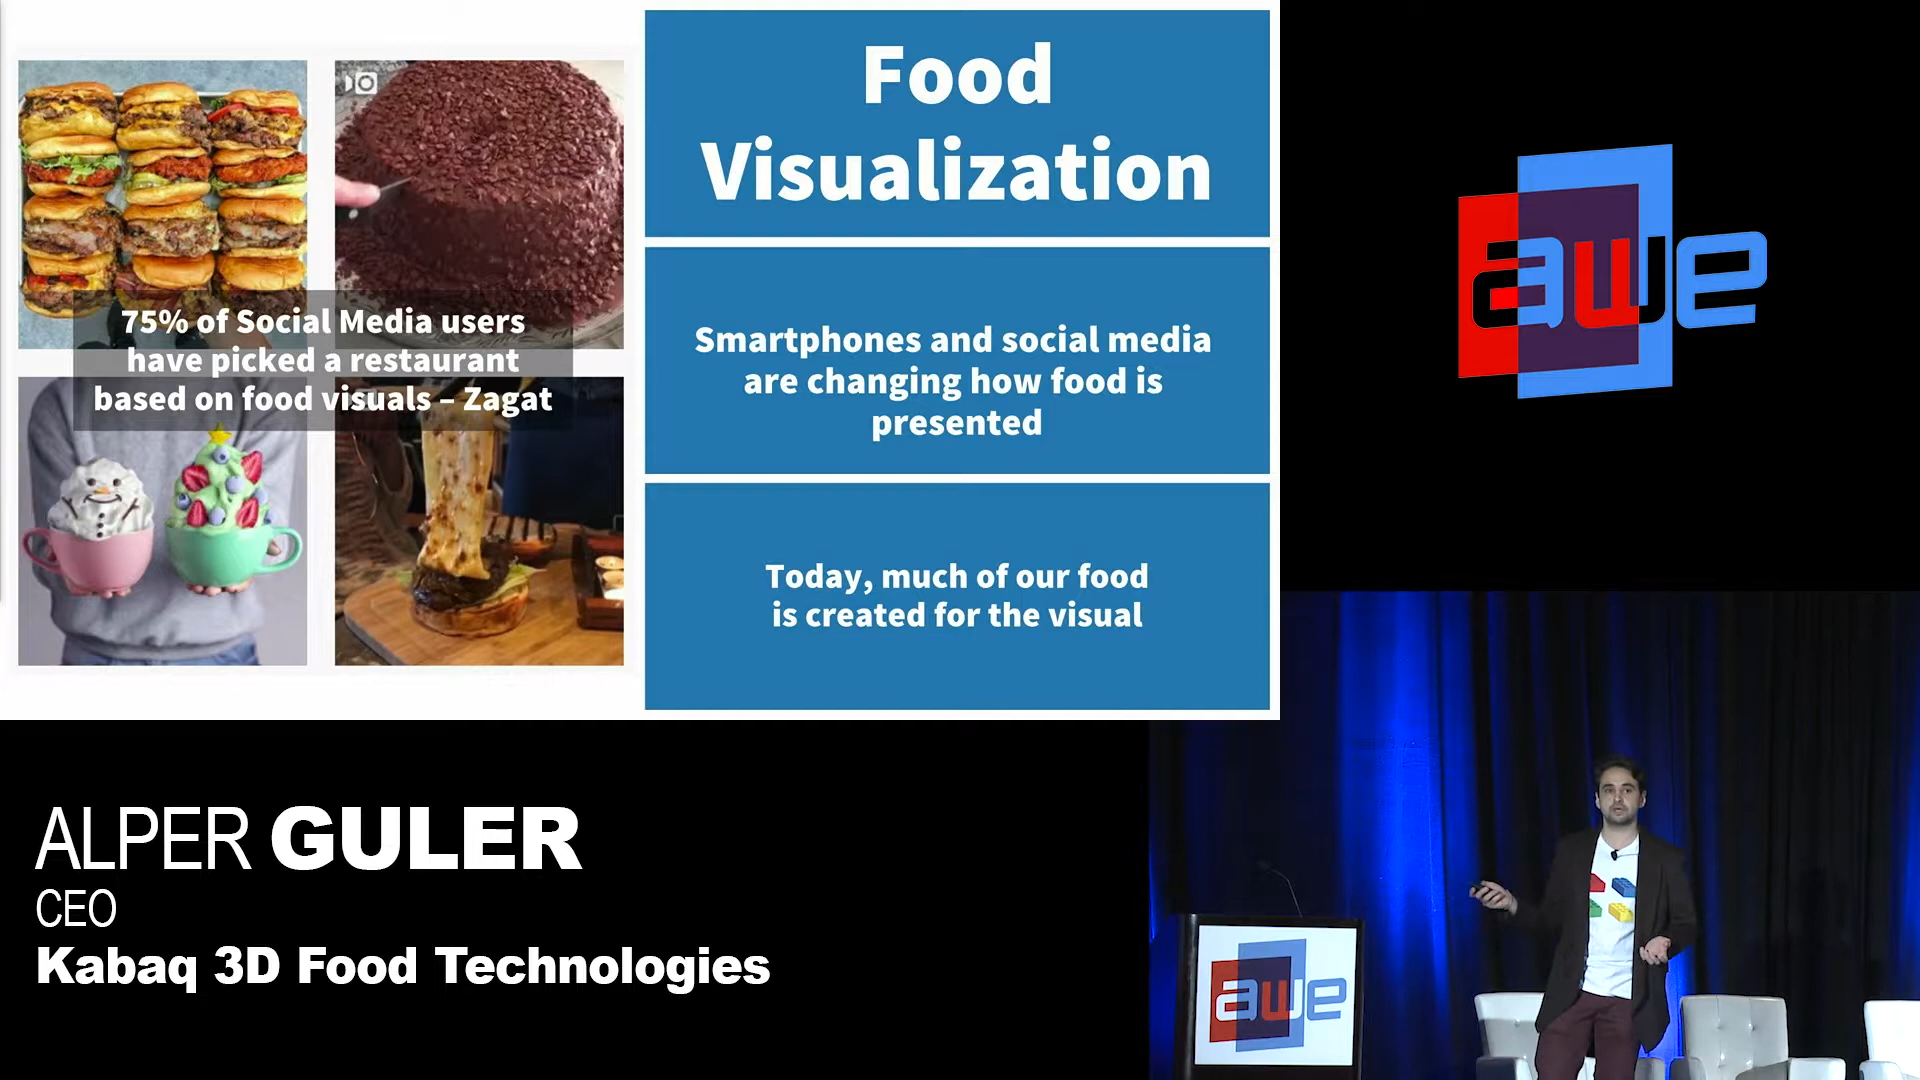 75% of Social Media users
have picked a restaurant
based on food visuals – Zagat
Food
Visualization
Smartphones and social media
are changing how food is
presented
Today, much of our food
is created for the visual
awe
ALPER GULER
CEO
Kabaq 3D Food Technologies
awe